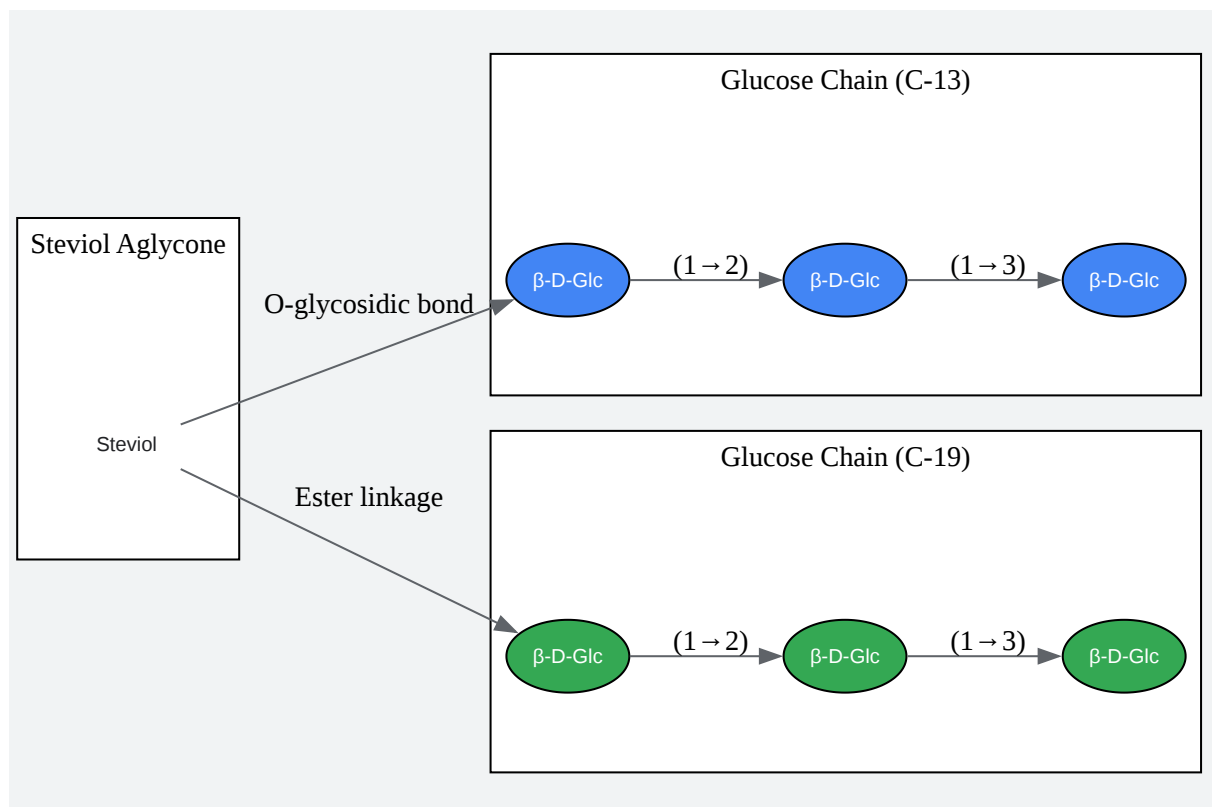 Glucose Chain (C-13)
Steviol Aglycone
(1→2)
(1→3)
β-D-Glc
β-D-Glc
β-D-Glc
O-glycosidic bond
Steviol
Glucose Chain (C-19)
Ester linkage
(1→2)
(1→3)
β-D-Glc
β-D-Glc
β-D-Glc